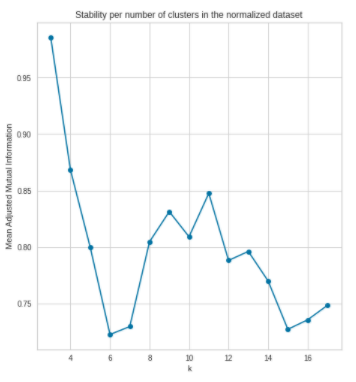 Stability per number of clusters in the normalized dataset
Mean Adjusted Mutual Information
0.95
0.90
0.85
0.80
0.75
4 6 8 10 12 14 16
k